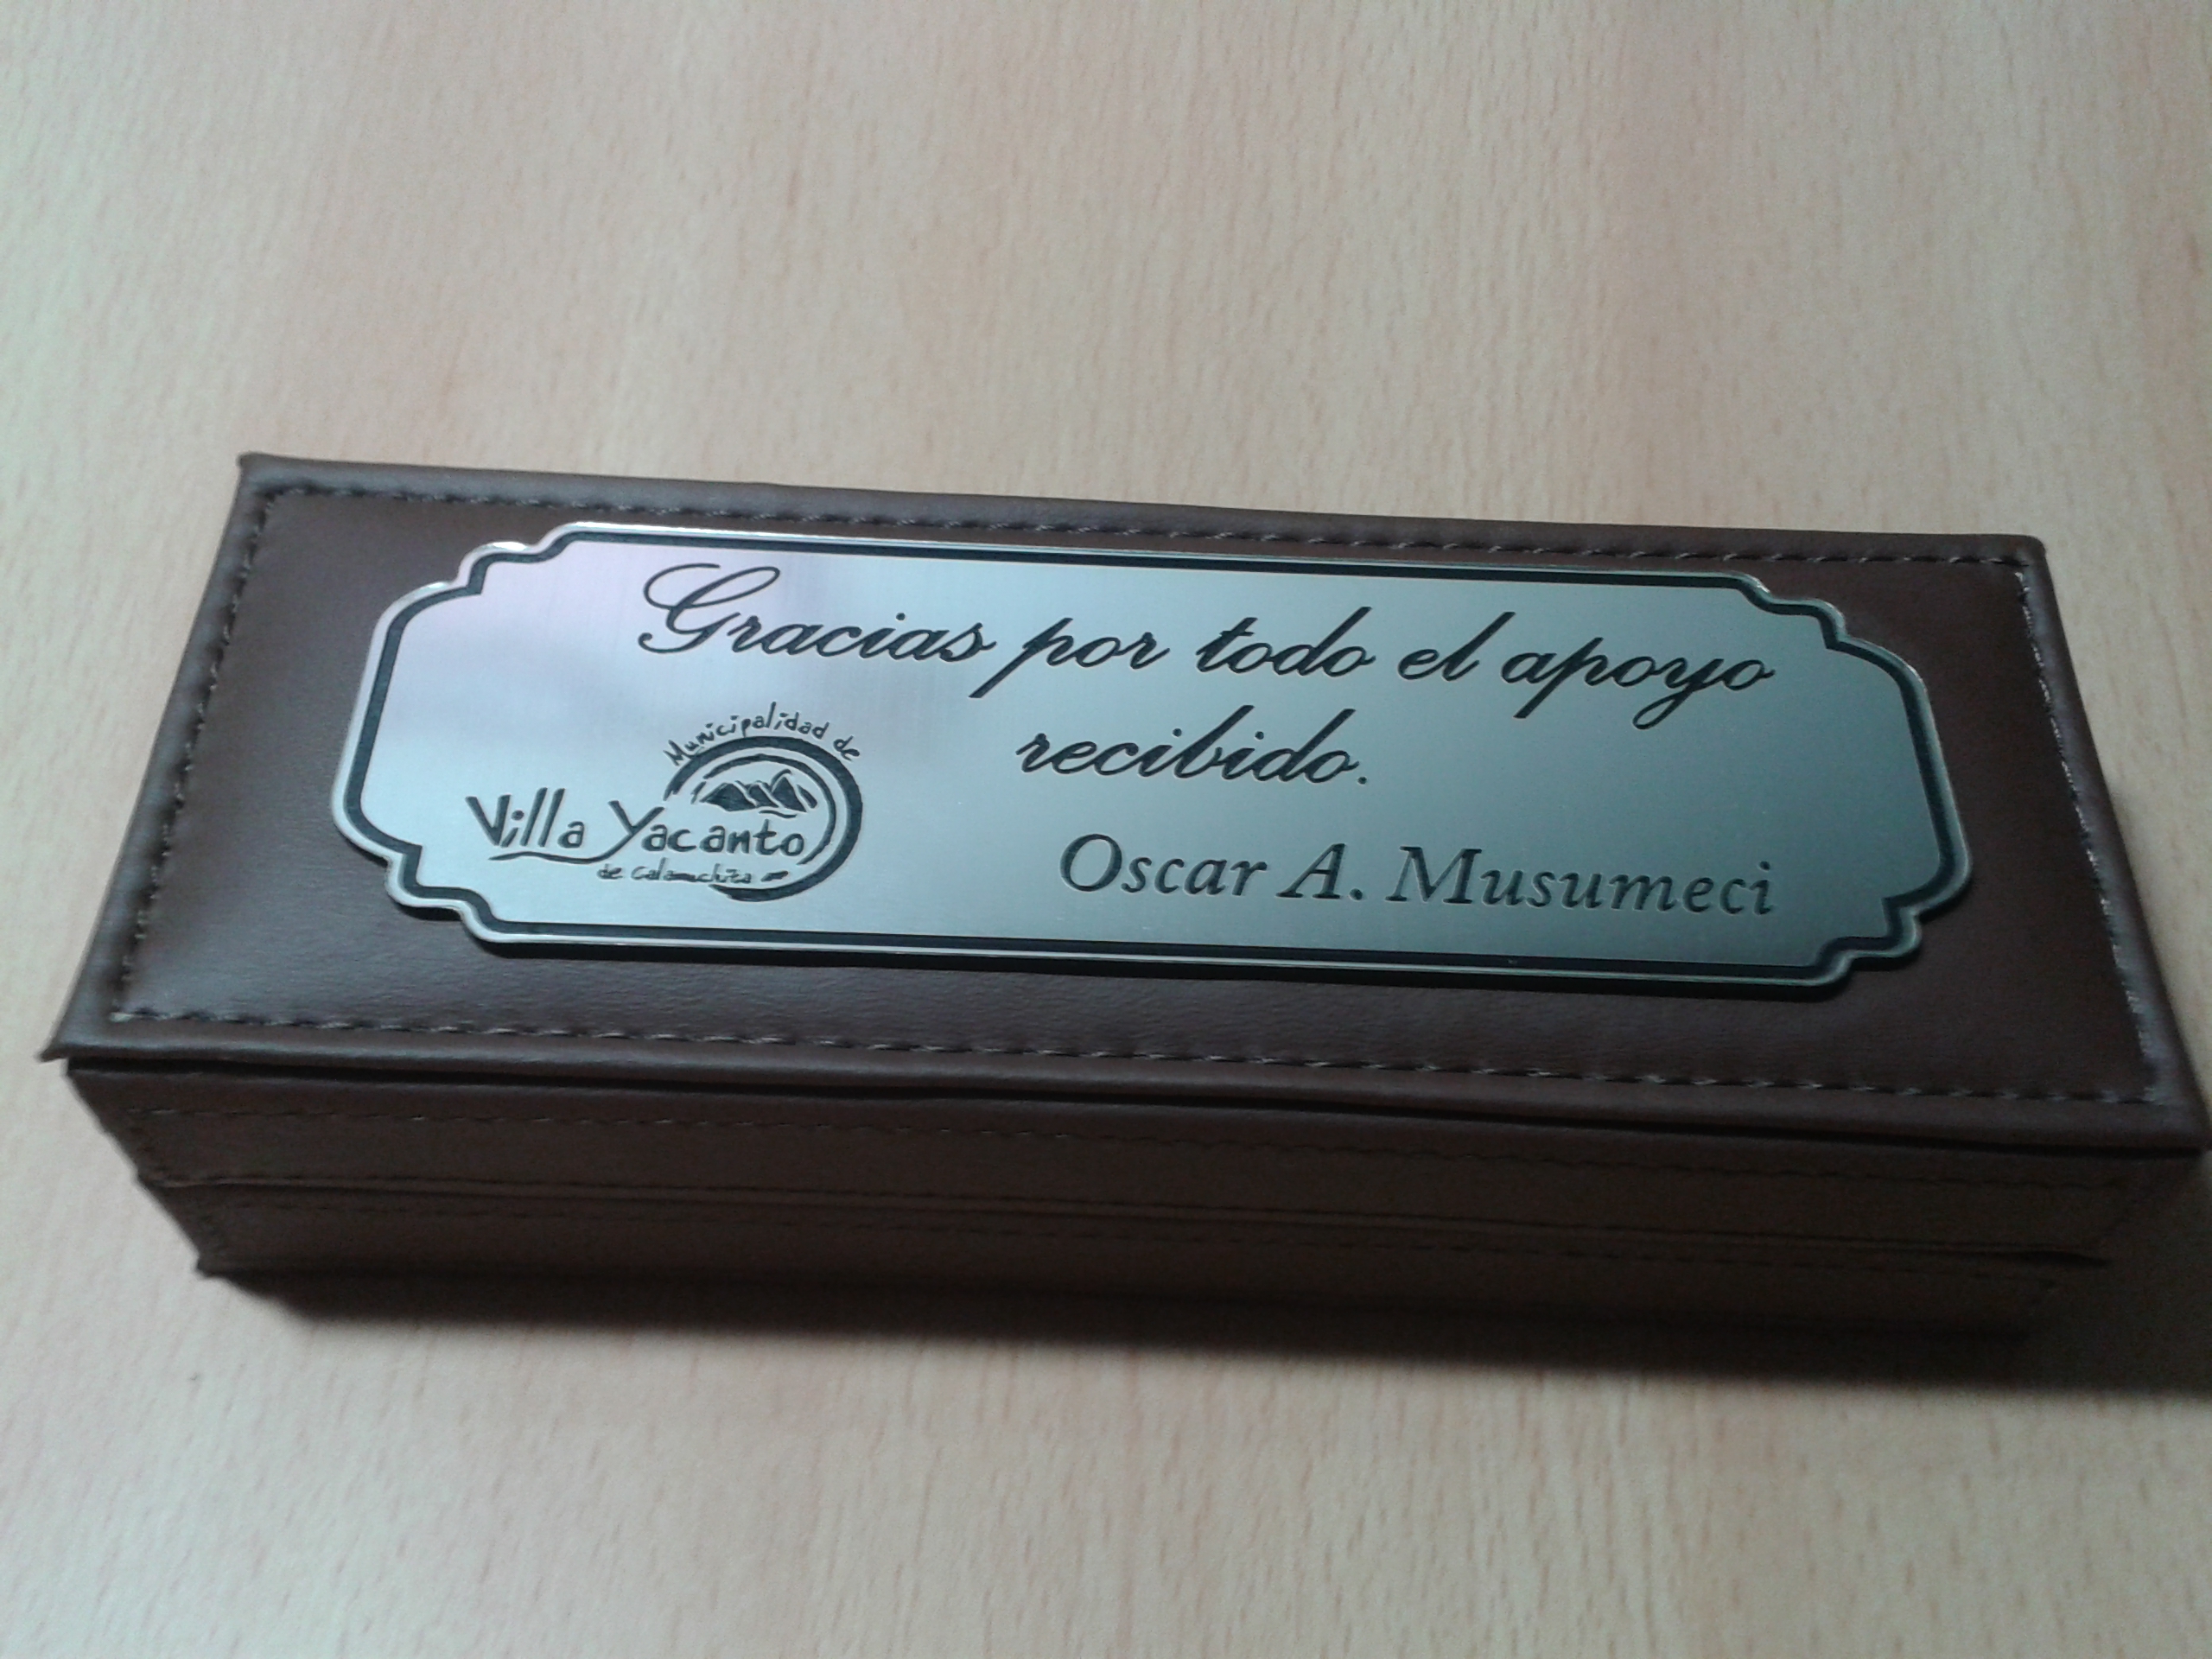 Gracias por todo el apoyo
recibido.
Municipalidad de
Villa Yacanto
de Calamuchita
Oscar A. Musumeci